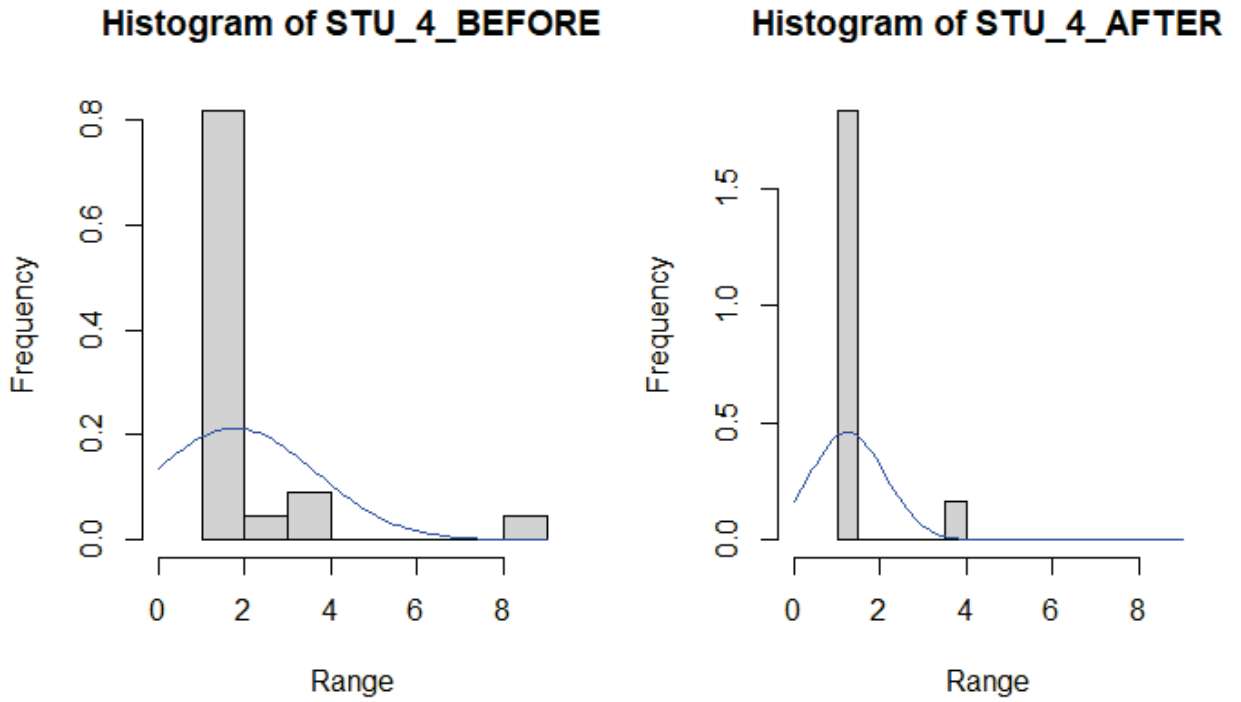 Histogram of STU_4_BEFORE
Frequency
0.0 0.2 0.4 0.6 0.8
0 2 4 6 8
Range
Histogram of STU_4_AFTER
Frequency
0.0 0.5 1.0 1.5
0 2 4 6 8
Range